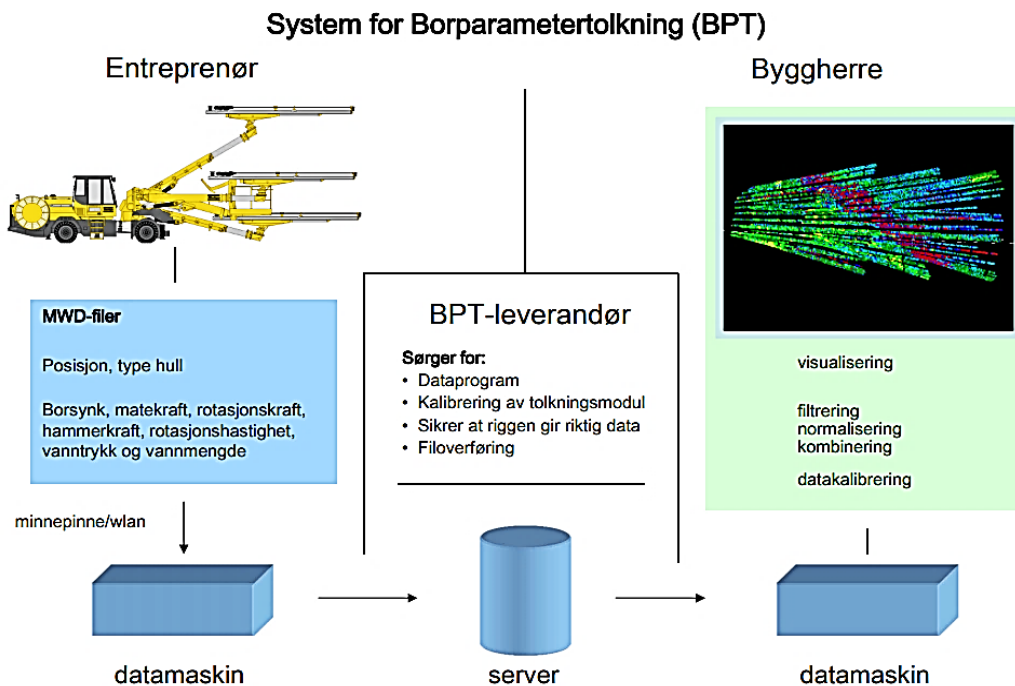 System for Borparametertolkning (BPT)
Entreprenør
Byggherre
MWD-filer
Posisjon, type hull
Borsynk, matekraft, rotasjonskraft,
hammerkraft, rotasjonshastighet,
vanntrykk og vannmengde
minnepinne/wlan
datamaskin
BPT-leverandør
Sørger for:
• Dataprogram
• Kalibrering av tolkningsmodul
• Sikrer at riggen gir riktig data
• Filoverføring
server
visualisering
filtrering
normalisering
kombinering
datakalibrering
datamaskin